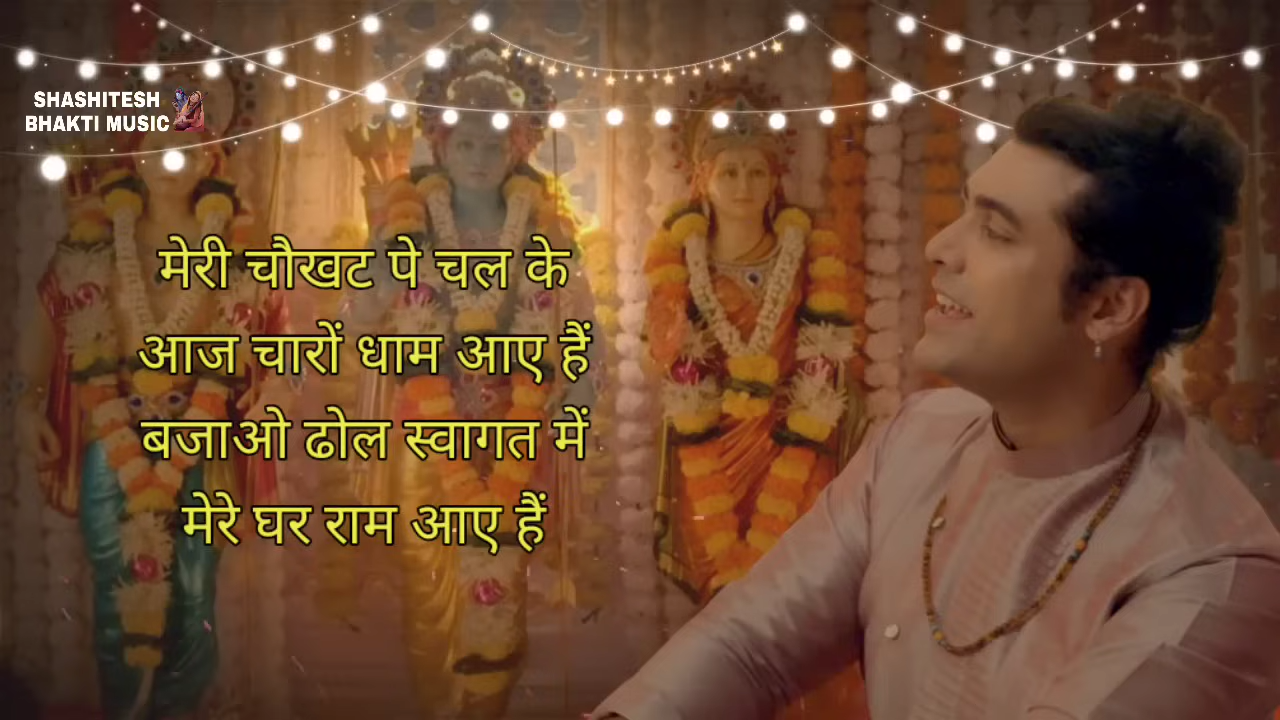 SHASHITESH
BHAKTI MUSIC
मेरी चौखट पे चल के
आज चारों धाम आए हैं
बजाओ ढोल स्वागत में
मेरे घर राम आए हैं